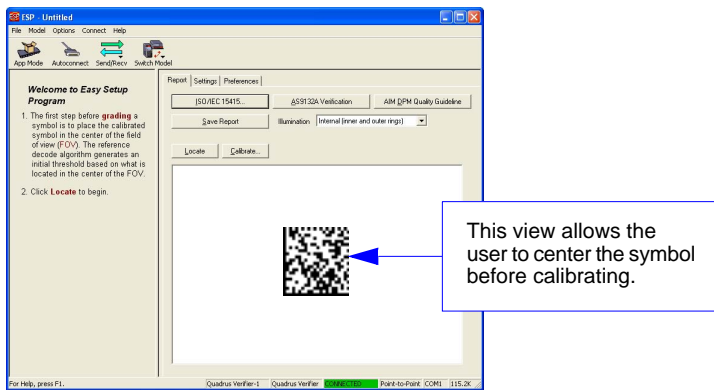 ESP - Untitled
File Model Options Connect Help
App Mode Autoconnect Send/Recv Switch Model
Report Settings Preferences
Welcome to Easy Setup
Program
1. The first step before grading a
symbol is to place the calibrated
symbol in the center of the field
of view (FOV). The reference
decode algorithm generates an
initial threshold based on what is
located in the center of the FOV.
2. Click Locate to begin.
ISO/IEC 15415... AS9132A Verification AIM DPM Quality Guideline
Save Report Illumination Internal (inner and outer rings)
Locate Calibrate...
This view allows the
user to center the symbol
before calibrating.
For Help, press F1. Quadrus Verifier-1 Quadrus Verifier CONNECTED Point-to-Point COM1 115.2K